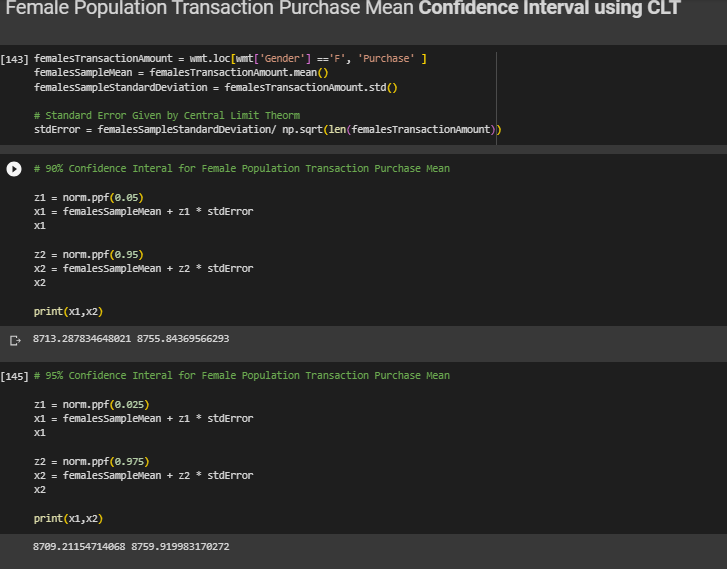 Female Population Transaction Purchase Mean Confidence Interval using CLT
[143] femalesTransactionAmount = wmt.loc[wmt['Gender'] =='F', 'Purchase' ]
femalesSampleMean = femalesTransactionAmount.mean()
femalesSampleStandardDeviation = femalesTransactionAmount.std()
# Standard Error Given by Central Limit Theorm
stdError = femalesSampleStandardDeviation/ np.sqrt(len(femalesTransactionAmount))
# 90% Confidence Interal for Female Population Transaction Purchase Mean
z1 = norm.ppf(0.05)
x1 = femalesSampleMean + z1 * stdError
x1
z2 = norm.ppf(0.95)
x2 = femalesSampleMean + z2 * stdError
x2
print(x1,x2)
8713.287834648021 8755.84369566293
[145] # 95% Confidence Interal for Female Population Transaction Purchase Mean
z1 = norm.ppf(0.025)
x1 = femalesSampleMean + z1 * stdError
x1
z2 = norm.ppf(0.975)
x2 = femalesSampleMean + z2 * stdError
x2
print(x1,x2)
8709.21154714068 8759.919983170272